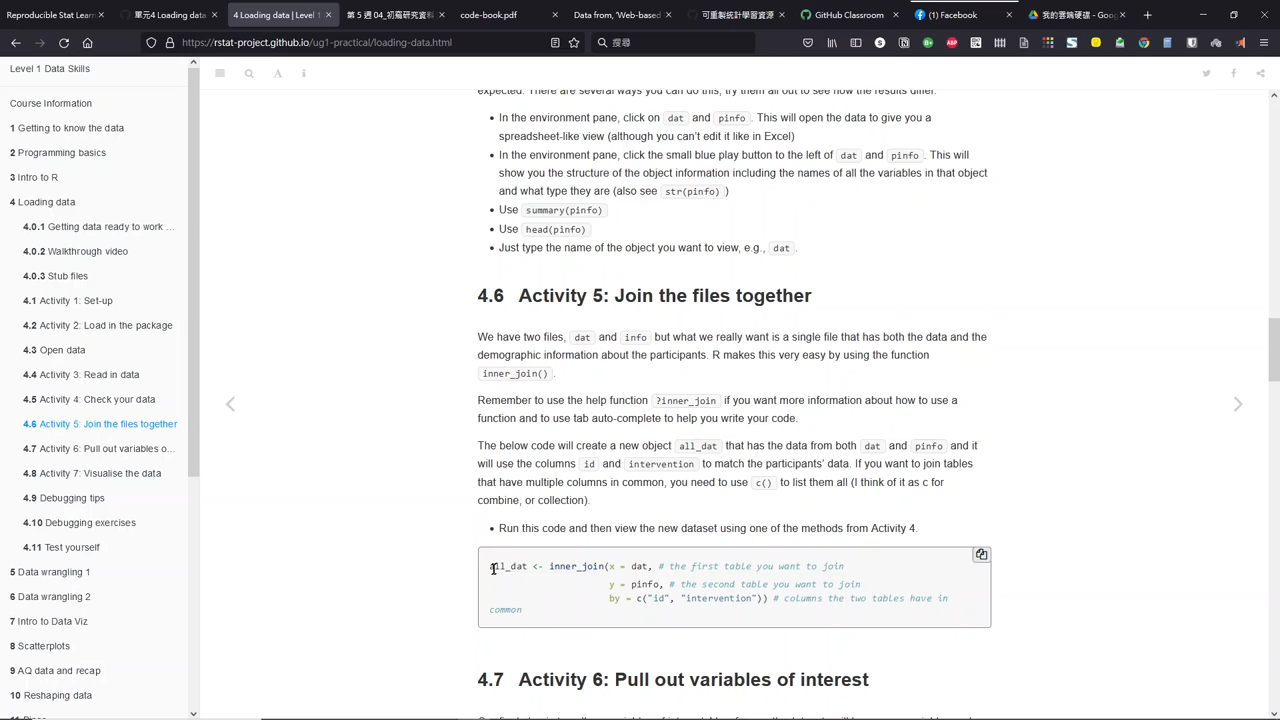 Reproducible Stat Learn
單元4 Loading data
4 Loading data | Level 1
第 5 週 04_初窺研究資料
code-book.pdf
Data from, 'Web-based
可重製統計學習資源
GitHub Classroom
(1) Facebook
我的雲端硬碟 - Goog
https://rstat-project.github.io/ug1-practical/loading-data.html
搜尋
Level 1 Data Skills
Course Information
1 Getting to know the data
2 Programming basics
3 Intro to R
4 Loading data
4.0.1 Getting data ready to work ...
4.0.2 Walkthrough video
4.0.3 Stub files
4.1 Activity 1: Set-up
4.2 Activity 2: Load in the package
4.3 Open data
4.4 Activity 3: Read in data
4.5 Activity 4: Check your data
4.6 Activity 5: Join the files together
4.7 Activity 6: Pull out variables o...
4.8 Activity 7: Visualise the data
4.9 Debugging tips
4.10 Debugging exercises
4.11 Test yourself
5 Data wrangling 1
6 Data wrangling 2
7 Intro to Data Viz
8 Scatterplots
9 AQ data and recap
10 Reshaping data
expected. There are several ways you can do this, try them all out to see how the results differ.
• In the environment pane, click on dat and pinfo. This will open the data to give you a
spreadsheet-like view (although you can't edit it like in Excel)
• In the environment pane, click the small blue play button to the left of dat and pinfo. This will
show you the structure of the object information including the names of all the variables in that object
and what type they are (also see str(pinfo))
• Use summary(pinfo)
• Use head(pinfo)
• Just type the name of the object you want to view, e.g., dat.
4.6 Activity 5: Join the files together
We have two files, dat and info but what we really want is a single file that has both the data and the
demographic information about the participants. R makes this very easy by using the function
inner_join().
Remember to use the help function ?inner_join if you want more information about how to use a
function and to use tab auto-complete to help you write your code.
The below code will create a new object all_dat that has the data from both dat and pinfo and it
will use the columns id and intervention to match the participants' data. If you want to join tables
that have multiple columns in common, you need to use c() to list them all (I think of it as c for
combine, or collection).
• Run this code and then view the new dataset using one of the methods from Activity 4.
all_dat <- inner_join(x = dat, # the first table you want to join
y = pinfo, # the second table you want to join
by = c("id", "intervention")) # columns the two tables have in
common
4.7 Activity 6: Pull out variables of interest